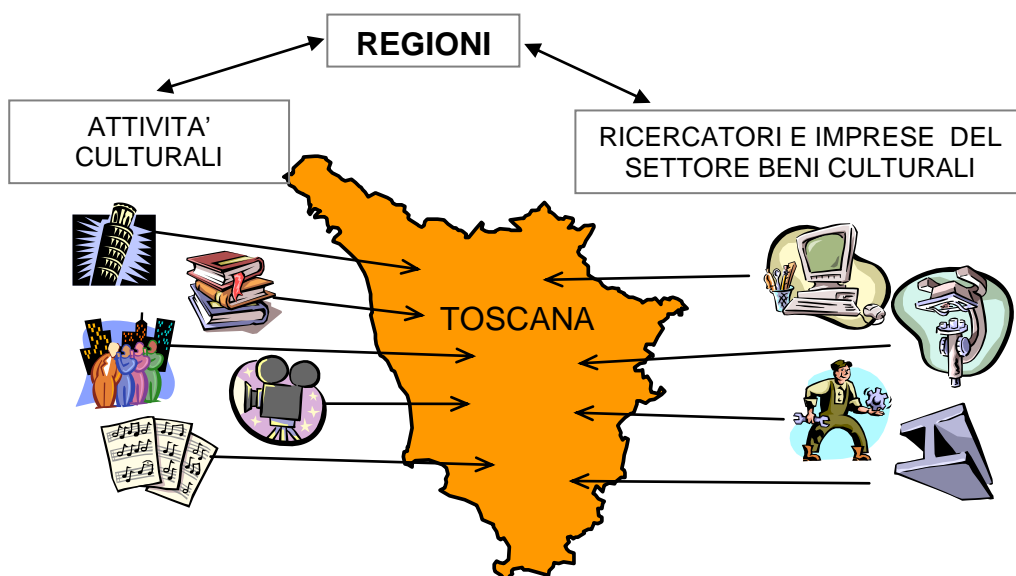 REGIONI
ATTIVITA'
CULTURALI
RICERCATORI E IMPRESE DEL
SETTORE BENI CULTURALI
TOSCANA